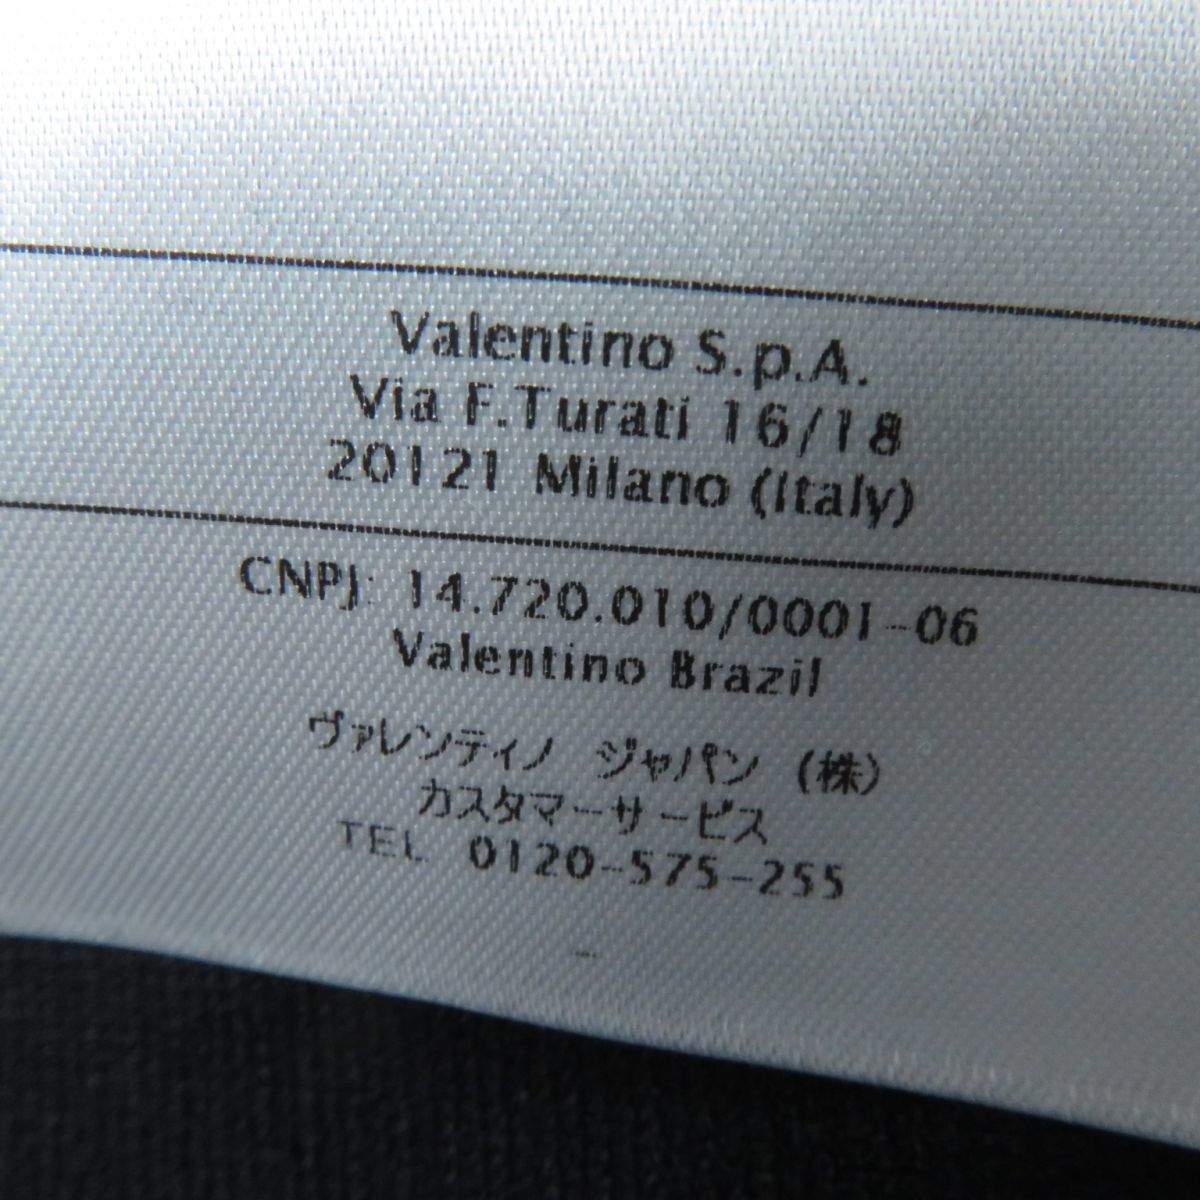 Valentino S.p.A.
Via F.Turati 16/18
20121 Milano (Italy)
CNPJ: 14.720.010/0001-06
Valentino Brazil
ヴァレンティノ ジャパン (株)
カスタマーサービス
TEL 0120-575-255